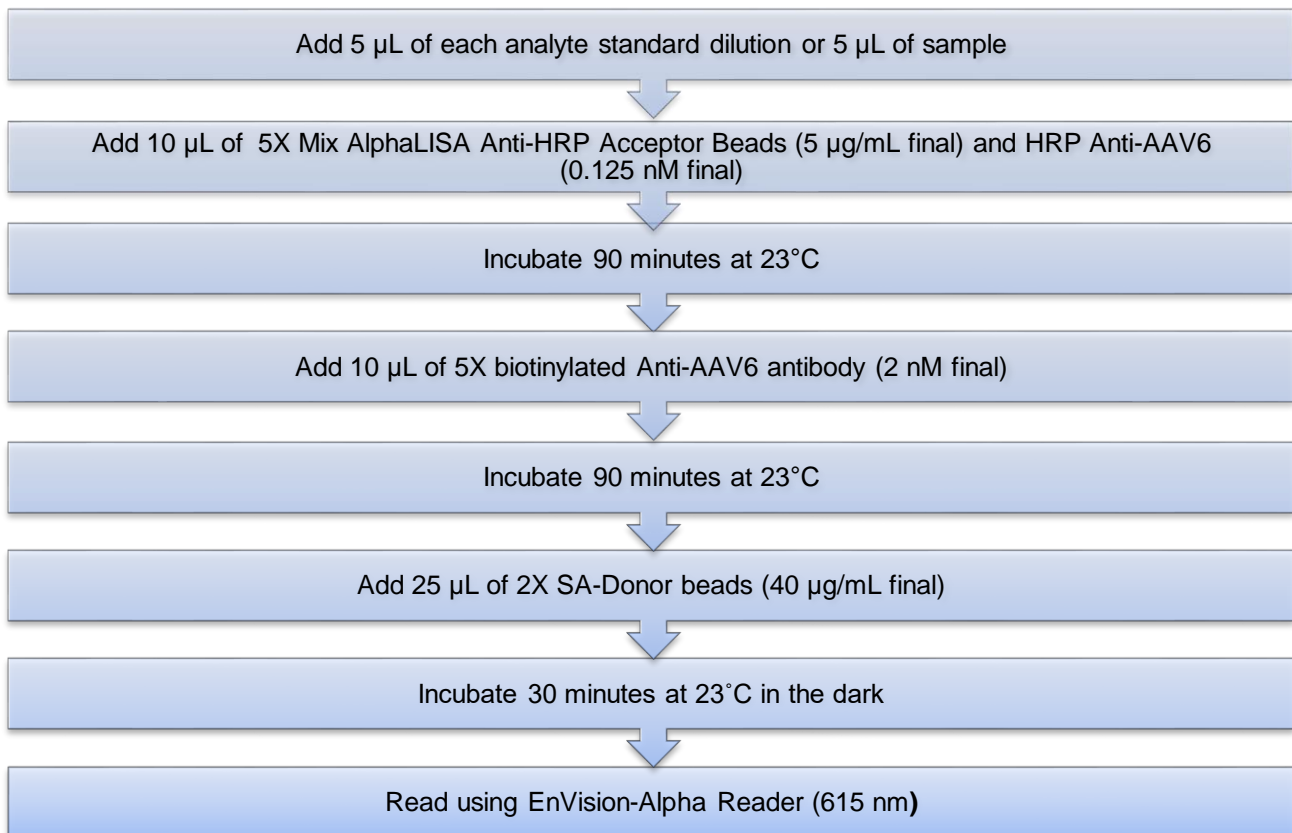 Add 5 µL of each analyte standard dilution or 5 µL of sample
Add 10 µL of  5X Mix AlphaLISA Anti-HRP Acceptor Beads (5 µg/mL final) and HRP Anti-AAV6
(0.125 nM final)
Incubate 90 minutes at 23°C
Add 10 µL of 5X biotinylated Anti-AAV6 antibody (2 nM final)
Incubate 90 minutes at 23°C
Add 25 µL of 2X SA-Donor beads (40 µg/mL final)
Incubate 30 minutes at 23˚C in the dark
Read using EnVision-Alpha Reader (615 nm)